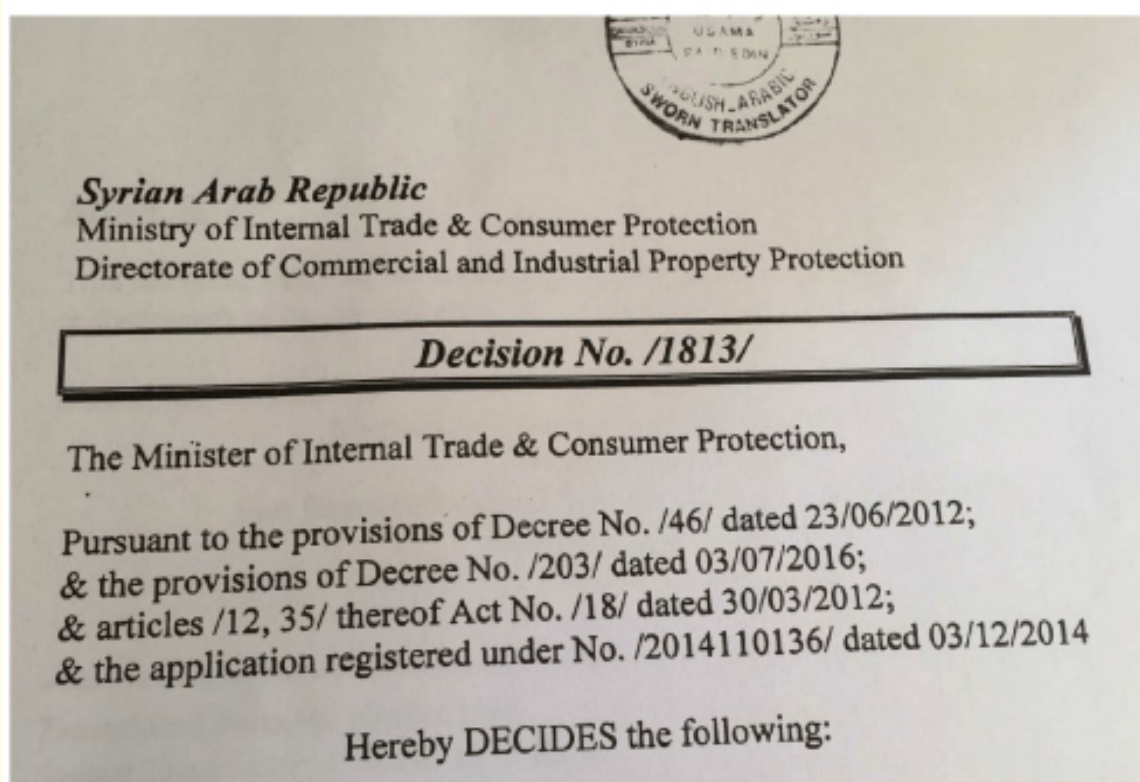 USAMA
ENGLISH_ARABIC
SWORN TRANSLATOR
Syrian Arab Republic
Ministry of Internal Trade & Consumer Protection
Directorate of Commercial and Industrial Property Protection
Decision No. /1813/
The Minister of Internal Trade & Consumer Protection,
Pursuant to the provisions of Decree No. /46/ dated 23/06/2012;
& the provisions of Decree No. /203/ dated 03/07/2016;
& articles /12, 35/ thereof Act No. /18/ dated 30/03/2012;
& the application registered under No. /2014110136/ dated 03/12/2014
Hereby DECIDES the following: